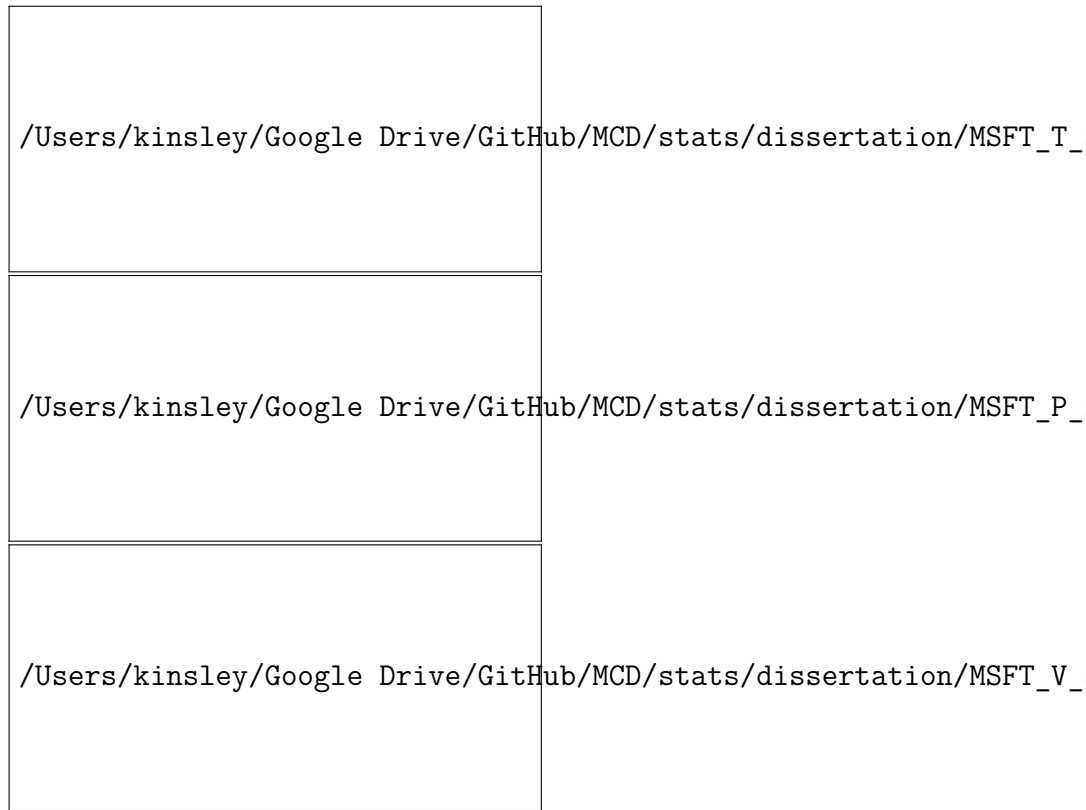 /Users/kinsley/Google Drive/GitHub/MCD/stats/dissertation/MSFT_T_
/Users/kinsley/Google Drive/GitHub/MCD/stats/dissertation/MSFT_P_
/Users/kinsley/Google Drive/GitHub/MCD/stats/dissertation/MSFT_V_